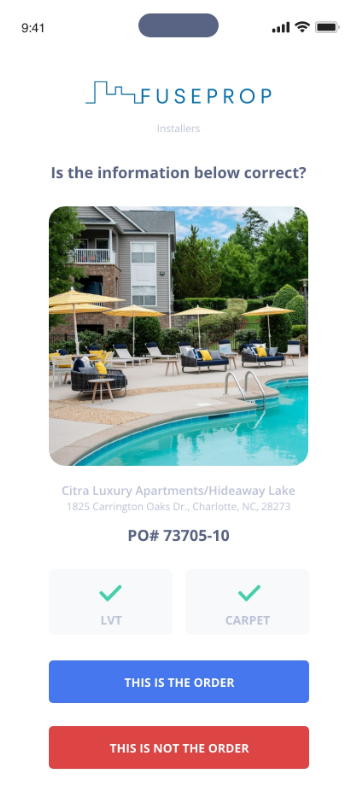 9:41
FUSEPROP
Installers
Is the information below correct?
Citra Luxury Apartments/Hideaway Lake
1825 Carrington Oaks Dr., Charlotte, NC, 28273
PO# 73705-10
LVT CARPET
THIS IS THE ORDER
THIS IS NOT THE ORDER